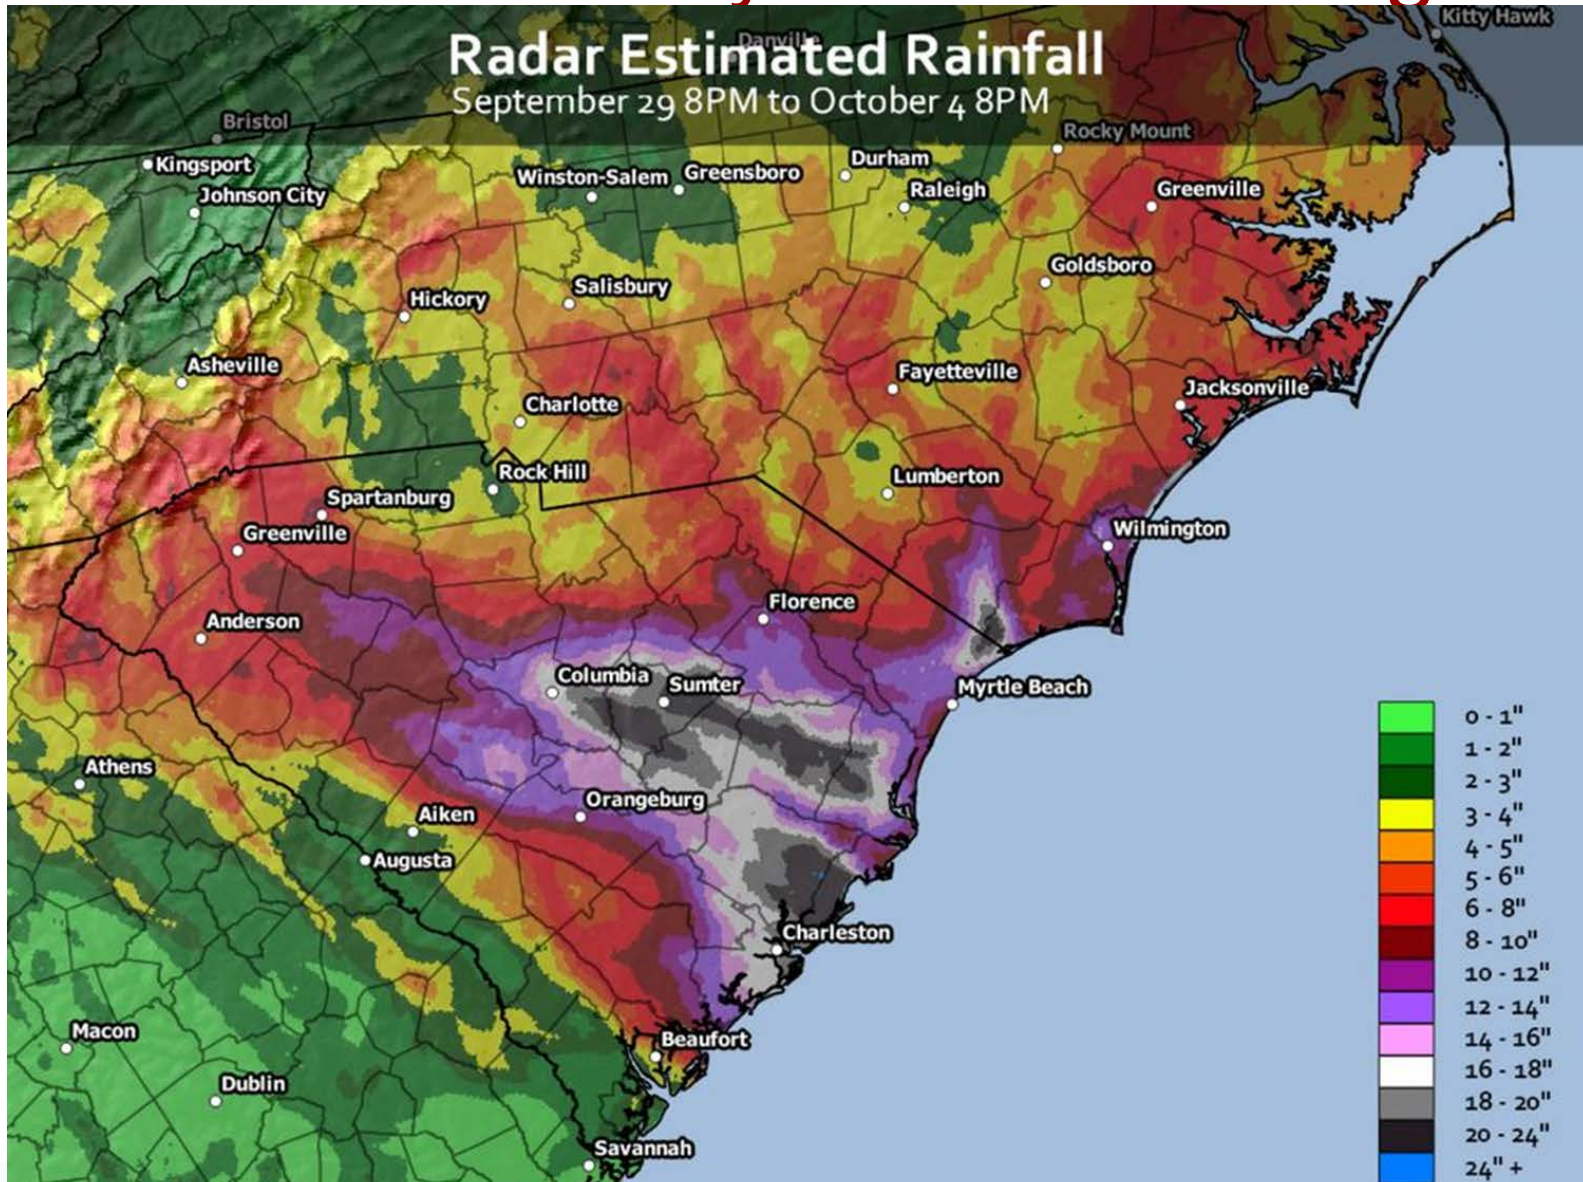 Kitty Hawk
Danville
Radar Estimated Rainfall
September 29 8PM to October 4 8PM
Bristol
Rocky Mount
Kingsport
Durham
Winston-Salem
Greensboro
Johnson City
Raleigh
Greenville
Goldsboro
Salisbury
Hickory
Asheville
Fayetteville
Jacksonville
Charlotte
Rock Hill
Lumberton
Spartanburg
Greenville
Wilmington
Florence
Anderson
Columbia
Sumter
Myrtle Beach
Athens
Orangeburg
Aiken
Augusta
Charleston
Macon
Beaufort
Dublin
Savannah
0 - 1"
1 - 2"
2 - 3"
3 - 4"
4 - 5"
5 - 6"
6 - 8"
8 - 10"
10 - 12"
12 - 14"
14 - 16"
16 - 18"
18 - 20"
20 - 24"
24" +